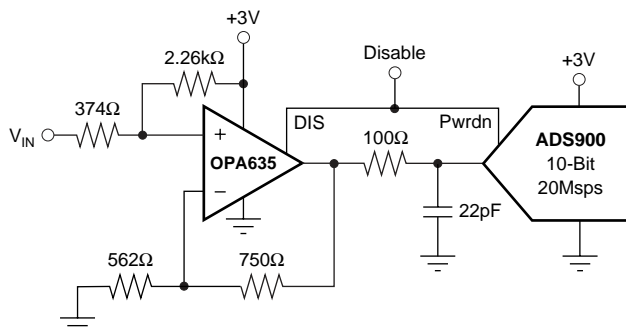 +3V
Disable
+3V
2.26kΩ
374Ω
V_IN
DIS
Pwrdn
+
OPA635
−
100Ω
ADS900
10-Bit
20Msps
22pF
562Ω
750Ω